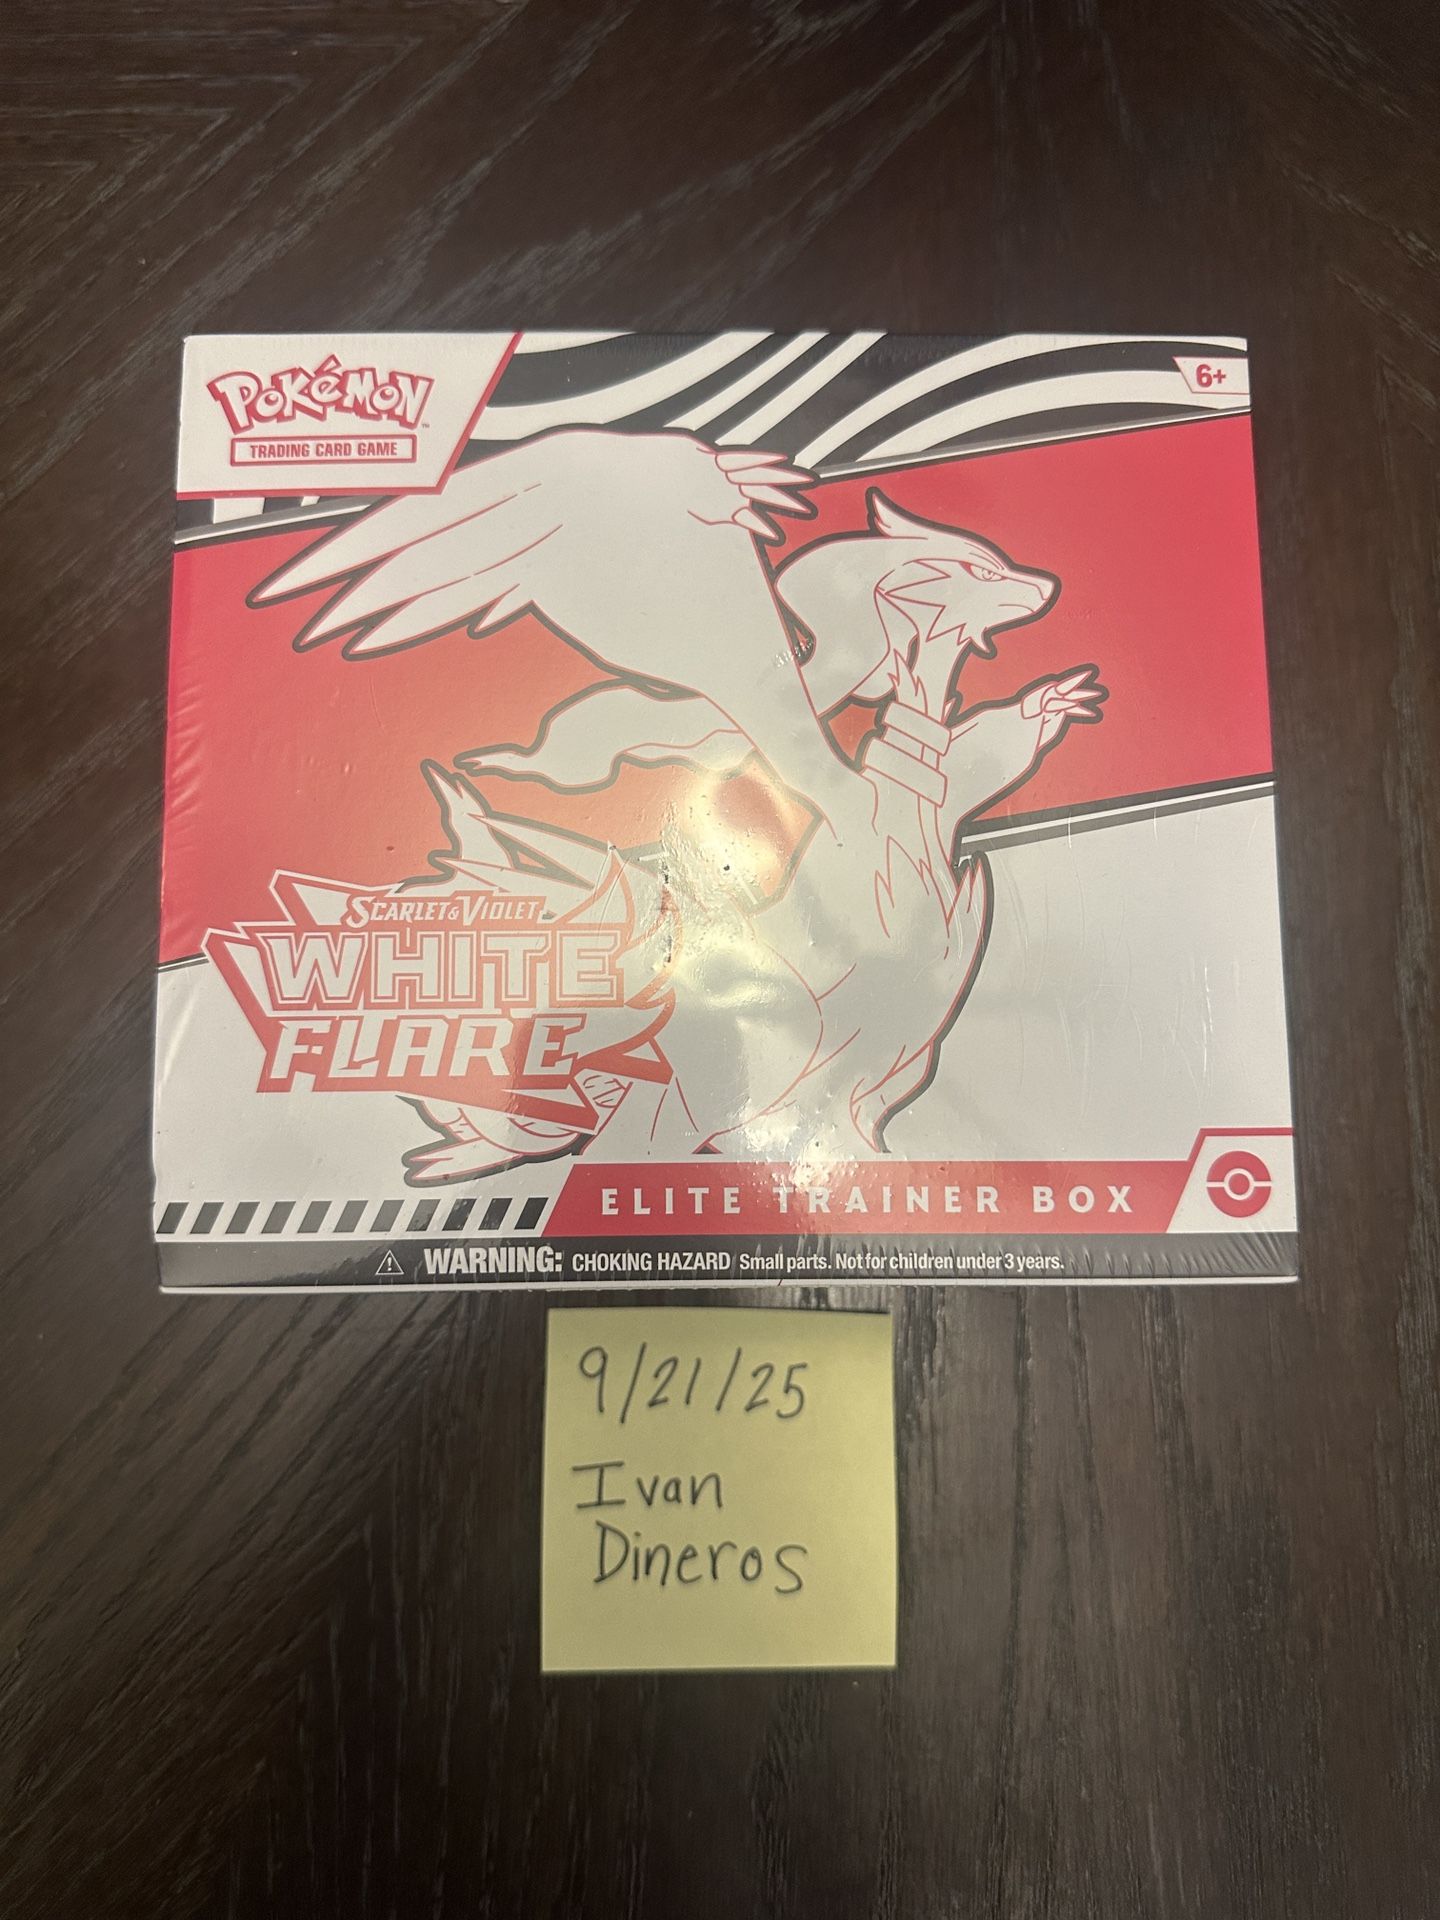 POKéMON™
TRADING CARD GAME
6+
SCARLET & VIOLET
WHITE
FLARE
ELITE TRAINER BOX
WARNING: CHOKING HAZARD Small parts. Not for children under 3 years.
9/21/25
Ivan
Dineros